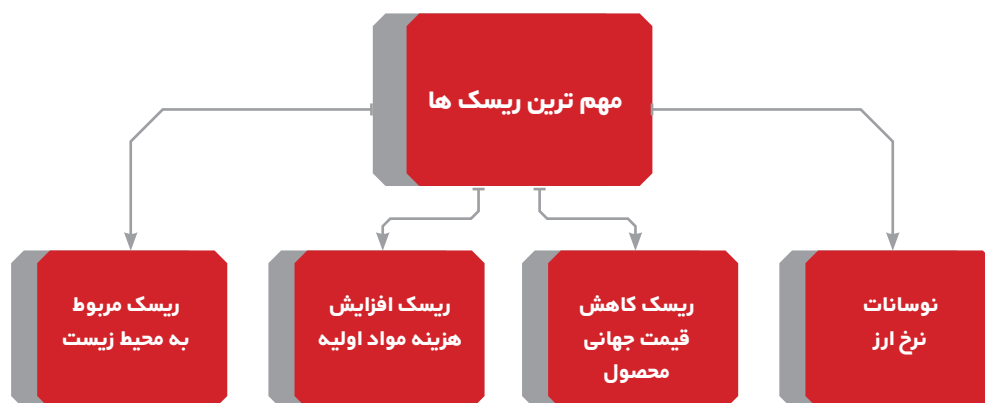 مهم ترین ریسک ها
نوسانات
نرخ ارز
ریسک کاهش
قیمت جهانی
محصول
ریسک افزایش
هزینه مواد اولیه
ریسک مربوط
به محیط زیست